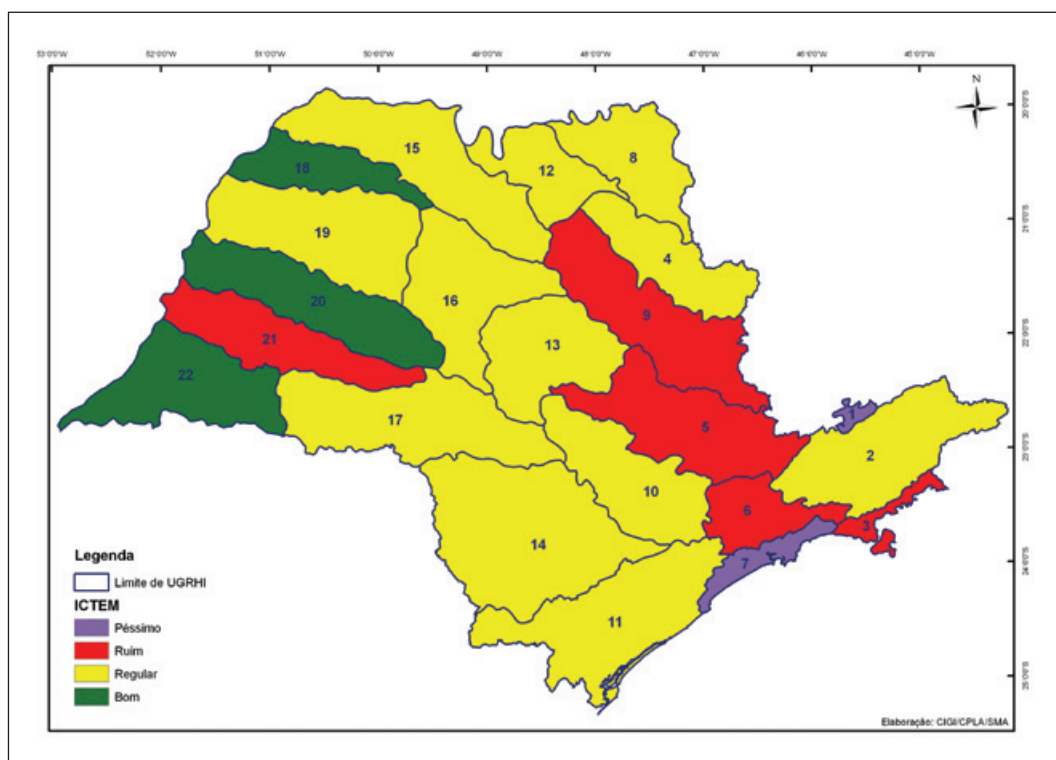 53°0'0"W 52°0'0"W 51°0'0"W 50°0'0"W 49°0'0"W 48°0'0"W 47°0'0"W 46°0'0"W 45°0'0"W
N
20°0'0"S
15
8
12
18
21°0'0"S
19
4
20
16
9
22°0'0"S
21
13
22
1
17
5
2
23°0'0"S
10
6
3
14
7
24°0'0"S
11
25°0'0"S
Legenda
Limite de UGRHI
ICTEM
Péssimo
Ruim
Regular
Bom
Elaboração: CIGI/CPLA/SMA